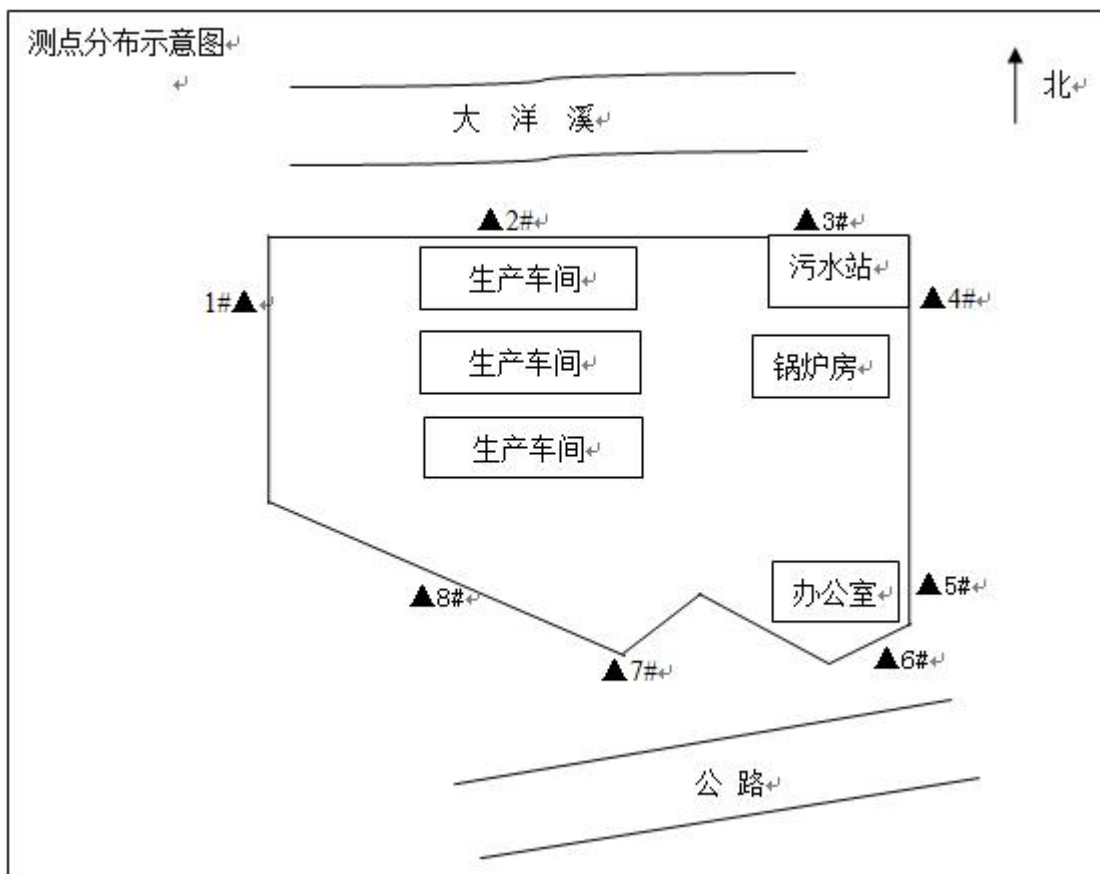 测点分布示意图
北
大 洋 溪
▲2#
▲3#
生产车间
污水站
1#▲
▲4#
生产车间
锅炉房
生产车间
▲8#
办公室
▲5#
▲7#
▲6#
公 路